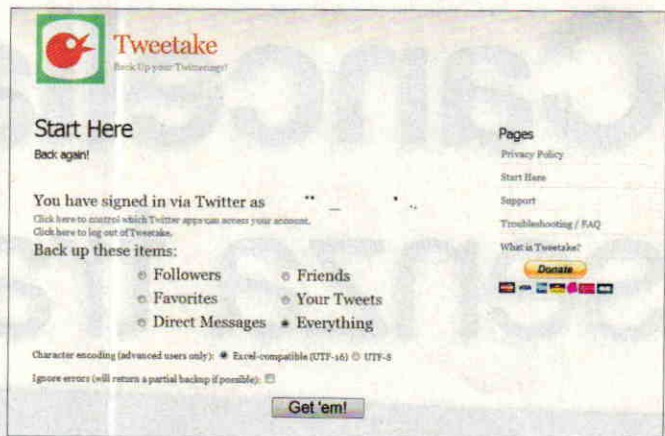 Tweetake
Back Up your Twitterings!
Start Here
Back again!
You have signed in via Twitter as
Click here to control which Twitter apps can access your account.
Click here to log out of Tweetake.
Back up these items:
Followers
Friends
Favorites
Your Tweets
Direct Messages
Everything
Character encoding (advanced users only): Excel-compatible (UTF-16) UTF-8
Ignore errors (will return a partial backup if possible):
Get 'em!
Pages
Privacy Policy
Start Here
Support
Troubleshooting / FAQ
What is Tweetake?
Donate